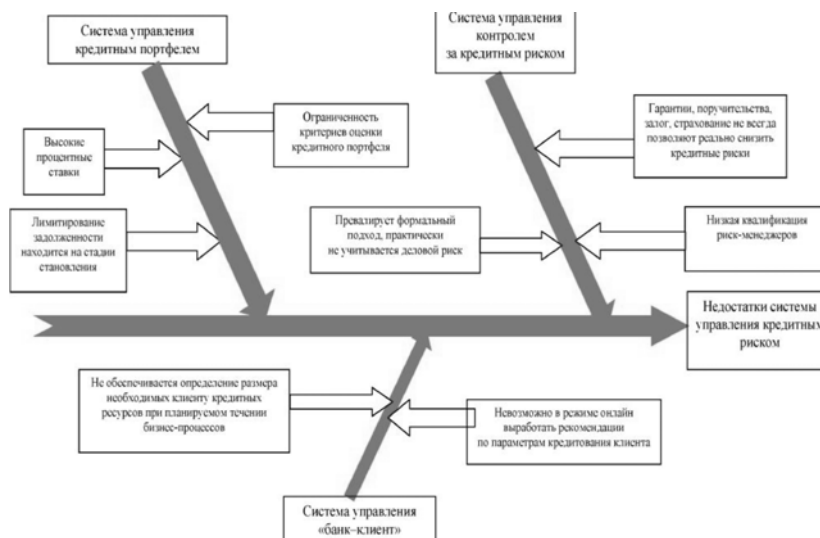 Система управления
кредитным портфелем
Система управления
контролем
за кредитным риском
Ограниченность
критериев оценки
кредитного портфеля
Высокие
процентные
ставки
Гарантии, поручительства,
залог, страхование не всегда
позволяют реально снизить
кредитные риски
Лимитирование
задолженности
находится на стадии
становления
Превалирует формальный
подход, практически
не учитывается деловой риск
Низкая квалификация
риск-менеджеров
Недостатки системы
управления кредитных
риском
Не обеспечивается определение размера
необходимых клиенту кредитных
ресурсов при планируемом течении
бизнес-процессов
Невозможно в режиме онлайн
выработать рекомендации
по параметрам кредитования клиента
Система управления
«банк–клиент»